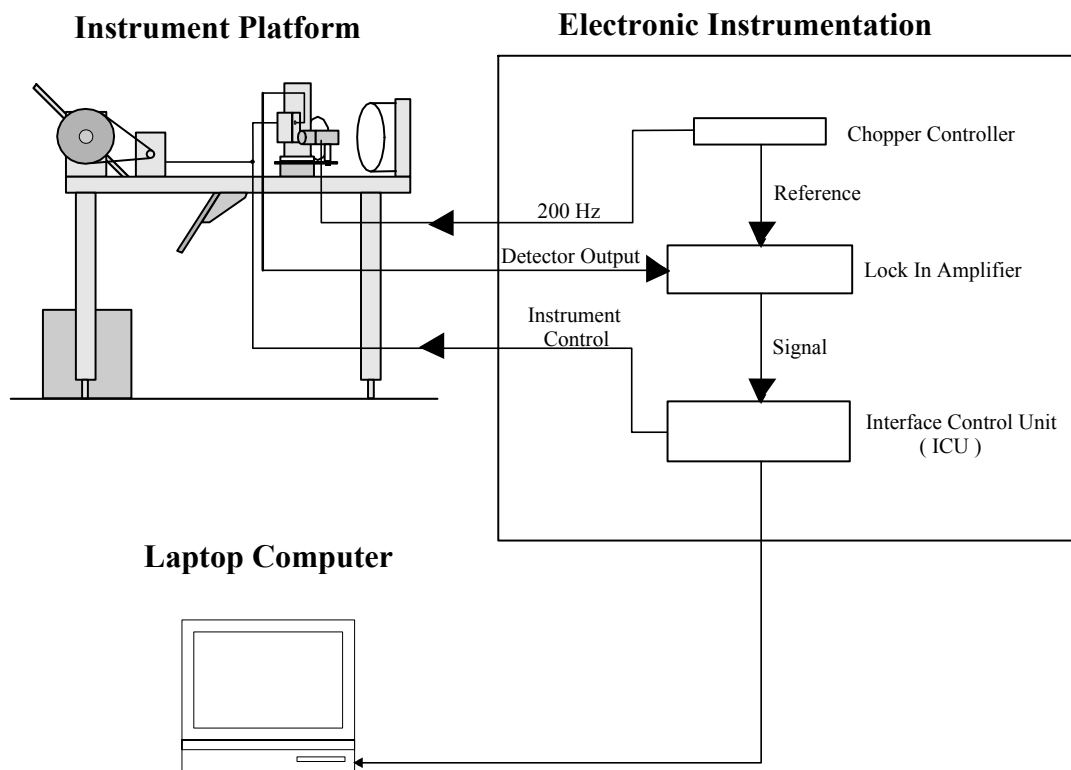 Instrument Platform
Electronic Instrumentation
Chopper Controller
Reference
200 Hz
Detector Output
Lock In Amplifier
Instrument
Control
Signal
Interface Control Unit
( ICU )
Laptop Computer